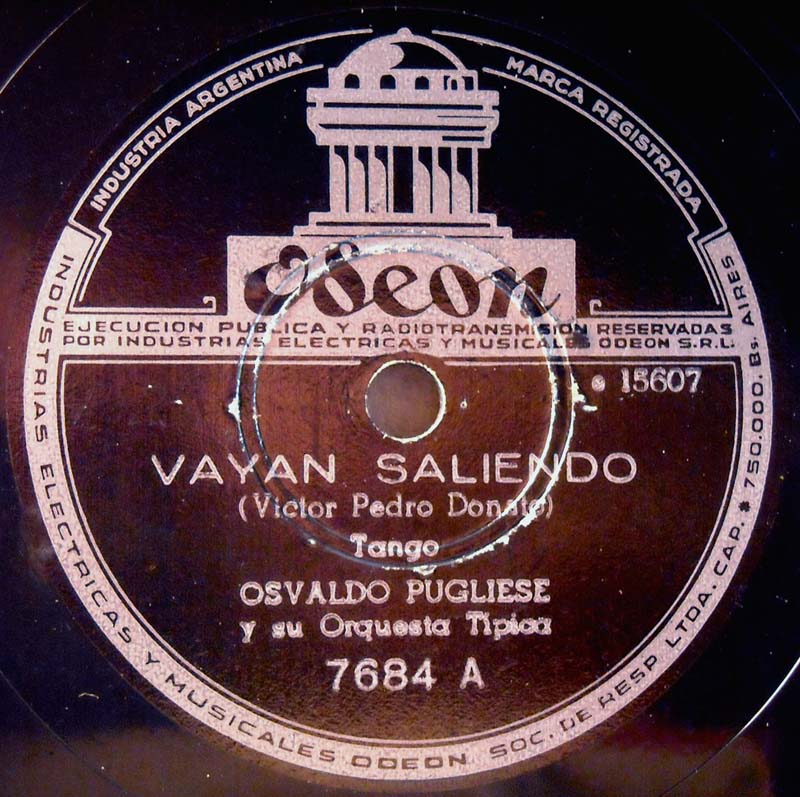 INDUSTRIA ARGENTINA
MARCA REGISTRADA
Odeon
EJECUCION PUBLICA Y RADIOTRANSMISIÓN RESERVADAS
POR INDUSTRIAS ELECTRICAS Y MUSICALES ODEON S.R.L.
15607
VAYAN SALIENDO
(Victor Pedro Donato)
Tango
OSVALDO PUGLIESE
y su Orquesta Típica
7684 A
INDUSTRIAS ELECTRICAS Y MUSICALES ODEON SOC. DE RESP LTDA. CAP. * 750.000. Bs. AIRES